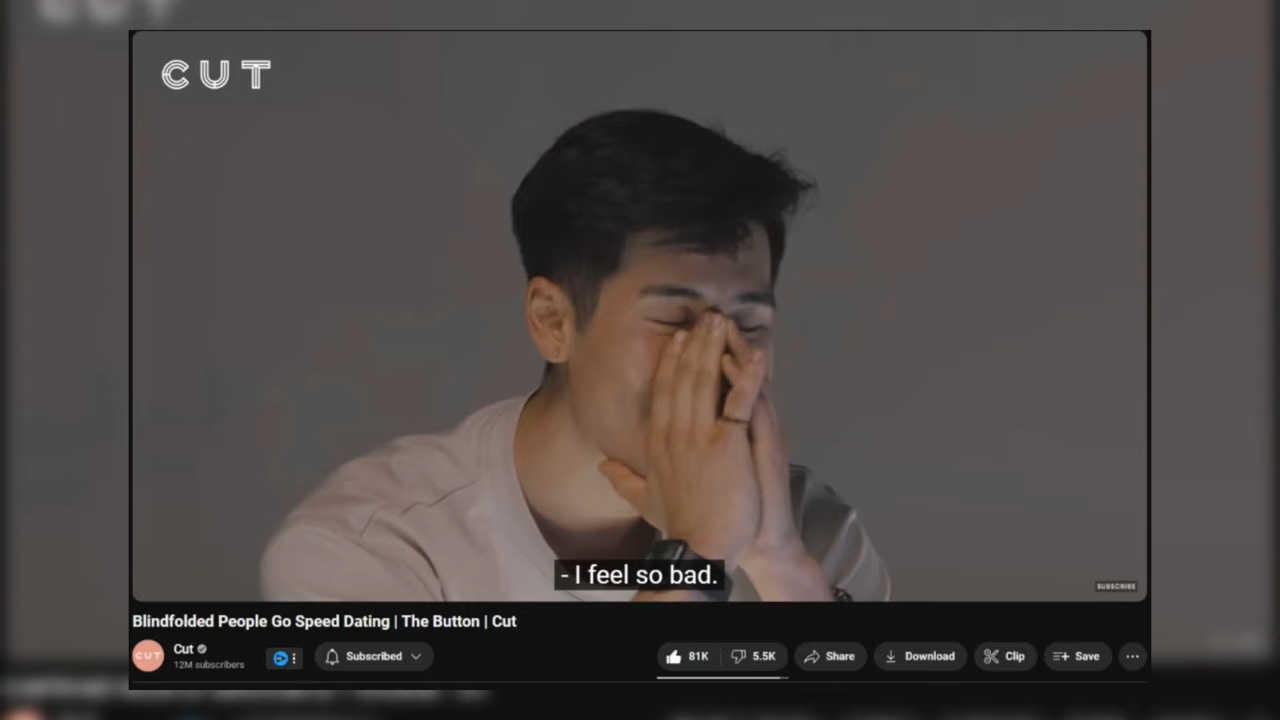 CUT
- I feel so bad.
SUBSCRIBE
Blindfolded People Go Speed Dating | The Button | Cut
CUT
Cut
12M subscribers
Subscribed
81K
5.5K
Share
Download
Clip
Save